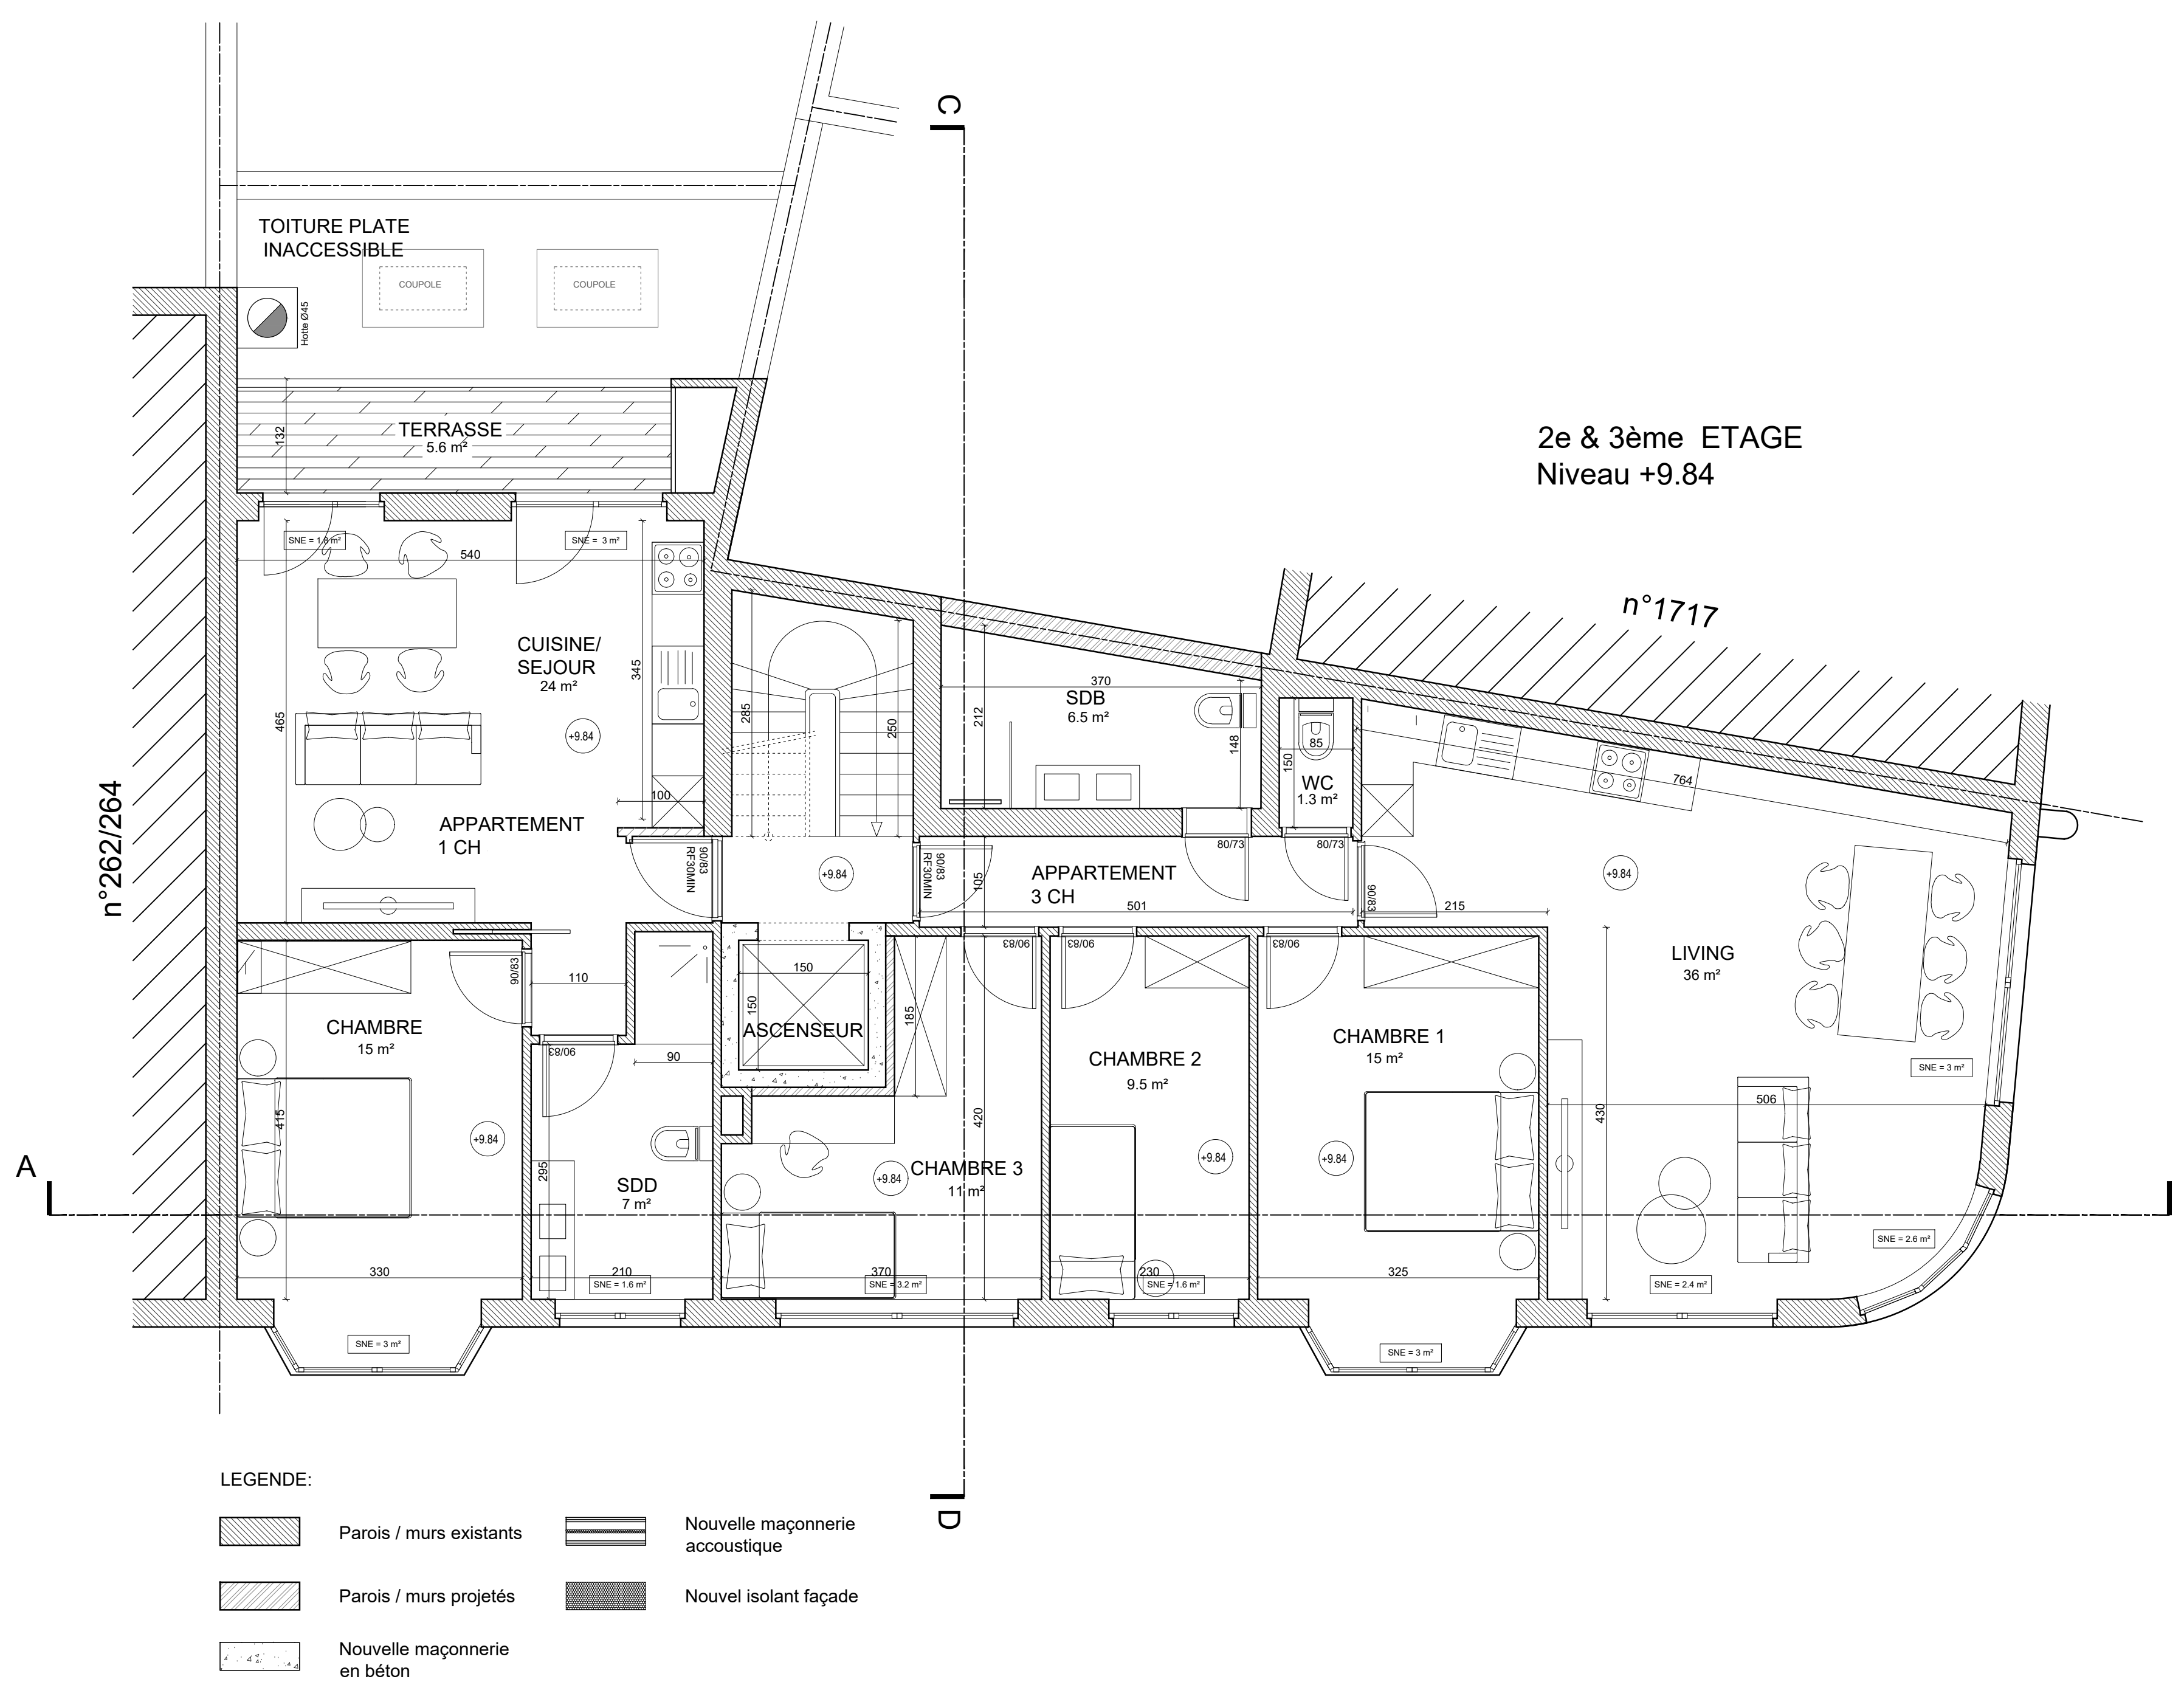 C
TOITURE PLATE
INACCESSIBLE
COUPOLE
COUPOLE
Hotte Ø45
132
TERRASSE
5.6 m²
2e & 3ème ETAGE
Niveau +9.84
SNE = 1.8 m²
SNE = 3 m²
540
n°1717
CUISINE/
SEJOUR
24 m²
345
465
+9.84
285
250
370
SDB
6.5 m²
212
148
85
150
WC
1.3 m²
764
100
APPARTEMENT
1 CH
n°262/264
90/83
RF30MIN
+9.84
90/83
RF30MIN
105
APPARTEMENT
3 CH
80/73
80/73
+9.84
90/83
501
215
90/83
90/83
90/83
LIVING
36 m²
90/83
110
150
150
ASCENSEUR
185
CHAMBRE
15 m²
90/83
90
CHAMBRE 1
15 m²
CHAMBRE 2
9.5 m²
SNE = 3 m²
506
430
415
420
+9.84
+9.84
+9.84
A
295
SDD
7 m²
+9.84
CHAMBRE 3
11 m²
SNE = 2.6 m²
330
210
SNE = 1.6 m²
370
SNE = 3.2 m²
230
SNE = 1.6 m²
325
SNE = 2.4 m²
SNE = 3 m²
SNE = 3 m²
D
LEGENDE:
Parois / murs existants
Nouvelle maçonnerie
accoustique
Parois / murs projetés
Nouvel isolant façade
Nouvelle maçonnerie
en béton